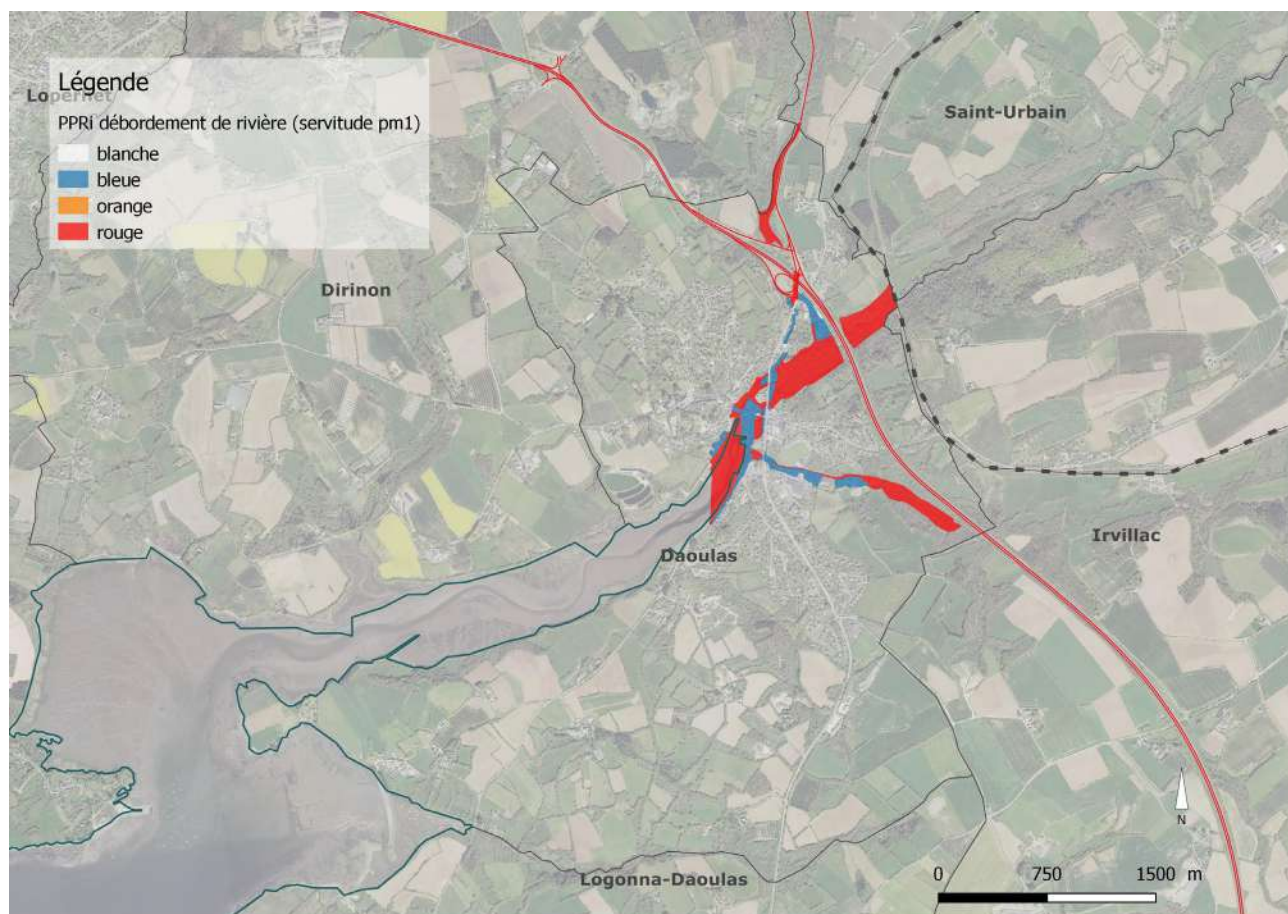 Légende
Loperhet
PPRi débordement de rivière (servitude pm1)
blanche
bleue
orange
rouge
Saint-Urbain
Dirinon
Daoulas
Irvillac
N
0 750 1500 m
Logonna-Daoulas